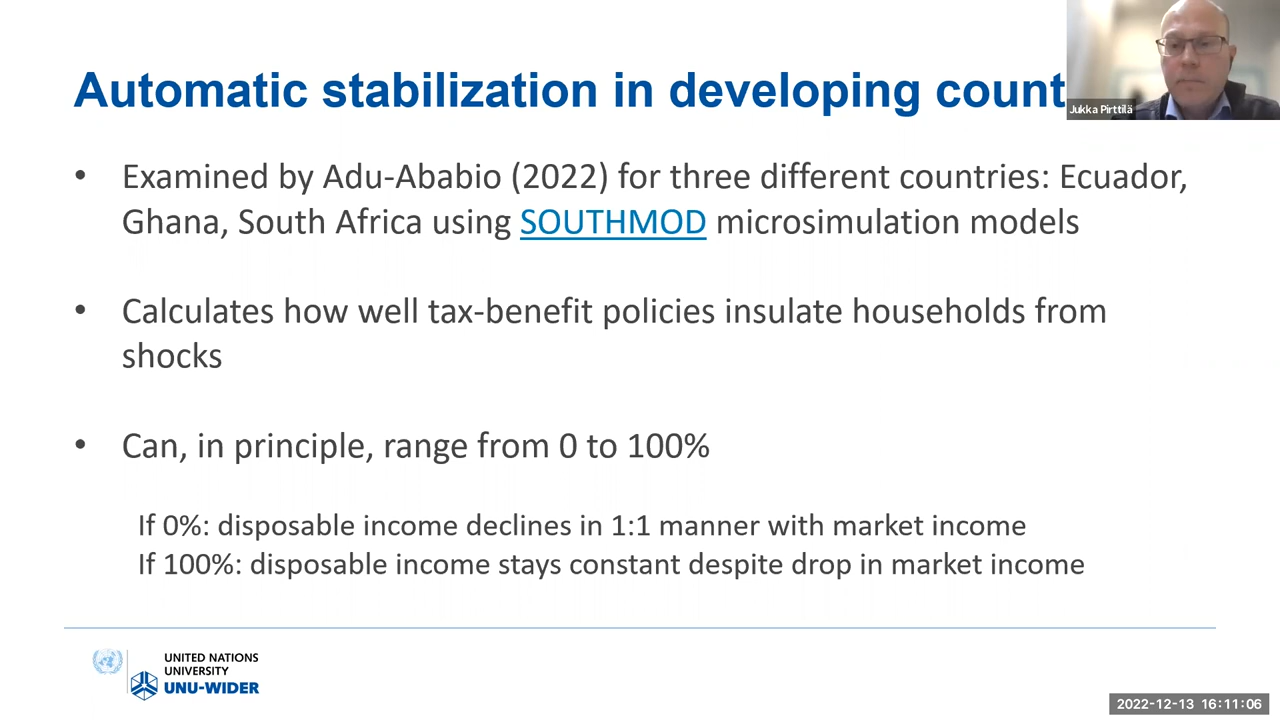 Automatic stabilization in developing count
Jukka Pirttilä
• Examined by Adu-Ababio (2022) for three different countries: Ecuador,
Ghana, South Africa using SOUTHMOD microsimulation models
• Calculates how well tax-benefit policies insulate households from
shocks
• Can, in principle, range from 0 to 100%
If 0%: disposable income declines in 1:1 manner with market income
If 100%: disposable income stays constant despite drop in market income
UNITED NATIONS
UNIVERSITY
UNU-WIDER
2022-12-13 16:11:06